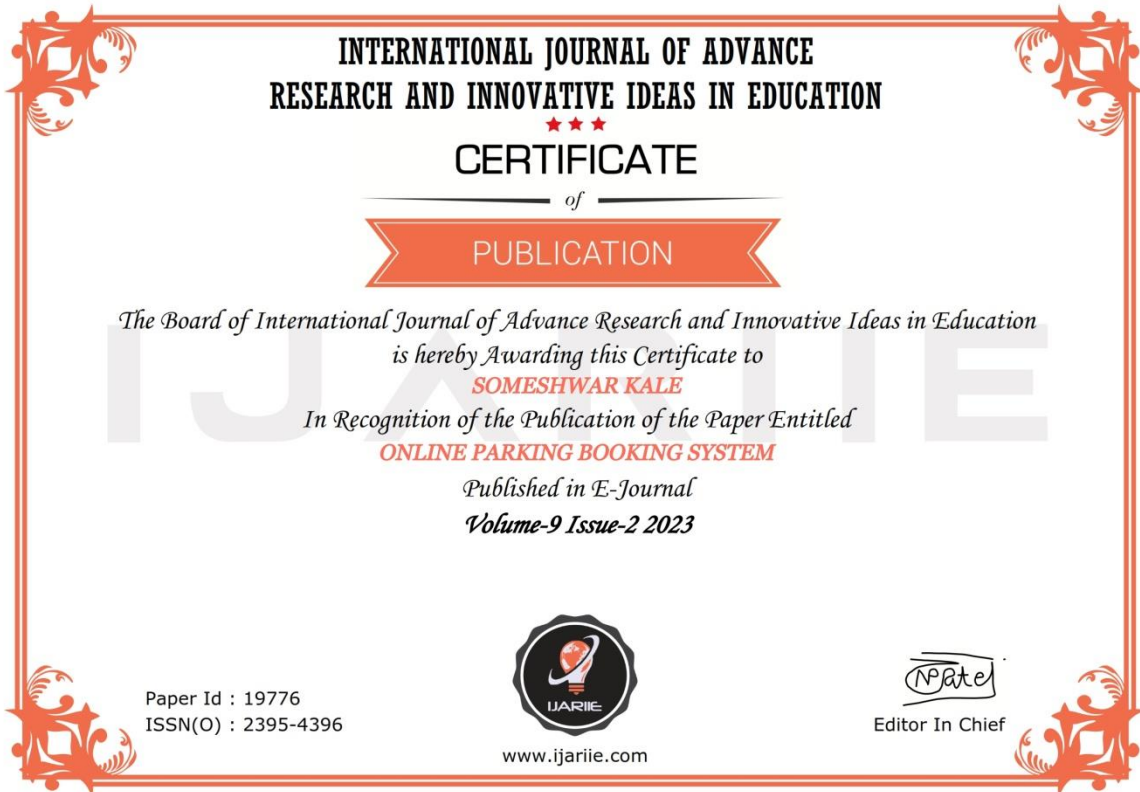 INTERNATIONAL JOURNAL OF ADVANCE
RESEARCH AND INNOVATIVE IDEAS IN EDUCATION
CERTIFICATE
of
PUBLICATION
The Board of International Journal of Advance Research and Innovative Ideas in Education
is hereby Awarding this Certificate to
SOMESHWAR KALE
In Recognition of the Publication of the Paper Entitled
ONLINE PARKING BOOKING SYSTEM
Published in E-Journal
Volume-9 Issue-2 2023
IJARIIE
Paper Id : 19776
ISSN(O) : 2395-4396
IJARIIE
www.ijariie.com
NPatel
Editor In Chief